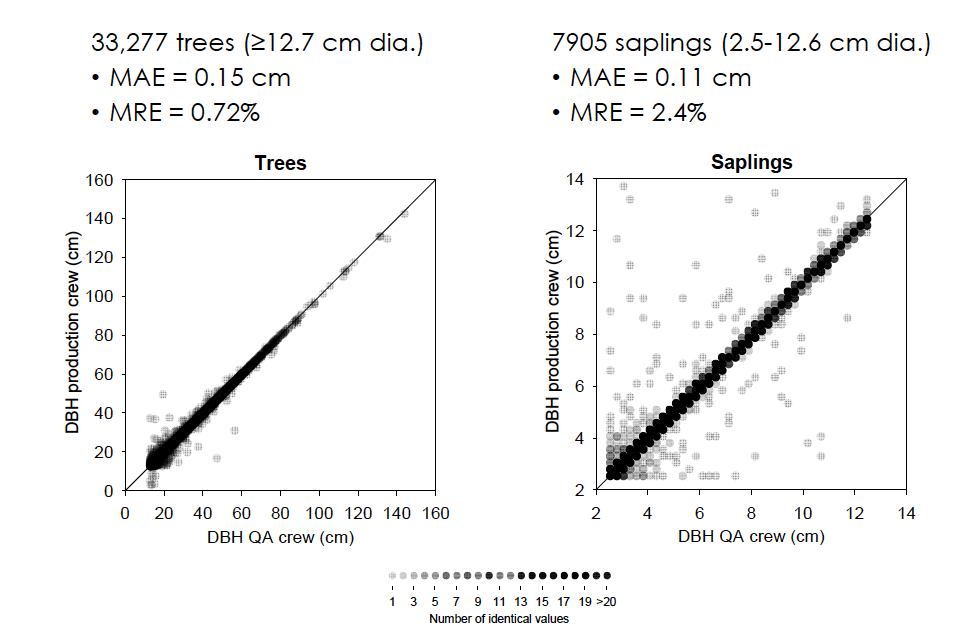 33,277 trees (≥12.7 cm dia.)
• MAE = 0.15 cm
• MRE = 0.72%
7905 saplings (2.5-12.6 cm dia.)
• MAE = 0.11 cm
• MRE = 2.4%
Trees
DBH production crew (cm)
160
140
120
100
80
60
40
20
0
0 20 40 60 80 100 120 140 160
DBH QA crew (cm)
Saplings
DBH production crew (cm)
14
12
10
8
6
4
2
2 4 6 8 10 12 14
DBH QA crew (cm)
1 3 5 7 9 11 13 15 17 19 >20
Number of identical values